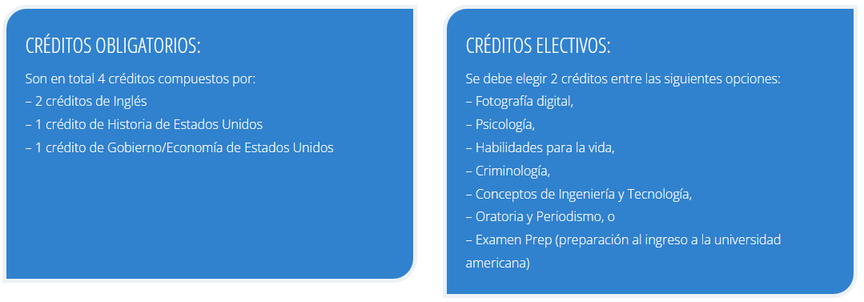 CRÉDITOS OBLIGATORIOS:
Son en total 4 créditos compuestos por:
– 2 créditos de Inglés
– 1 crédito de Historia de Estados Unidos
– 1 crédito de Gobierno/Economía de Estados Unidos
CRÉDITOS ELECTIVOS:
Se debe elegir 2 créditos entre las siguientes opciones:
– Fotografía digital,
– Psicología,
– Habilidades para la vida,
– Criminología,
– Conceptos de Ingeniería y Tecnología,
– Oratoria y Periodismo, o
– Examen Prep (preparación al ingreso a la universidad
americana)